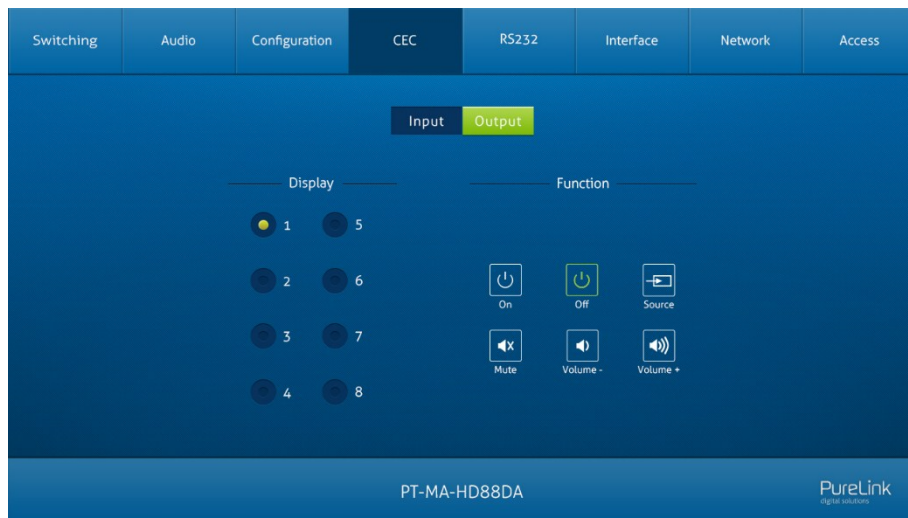 Switching Audio Configuration CEC RS232 Interface Network Access
Input Output
Display Function
1 5
2 6
3 7
4 8
On Off Source
Mute Volume - Volume +
PT-MA-HD88DA
PureLink
digital solutions